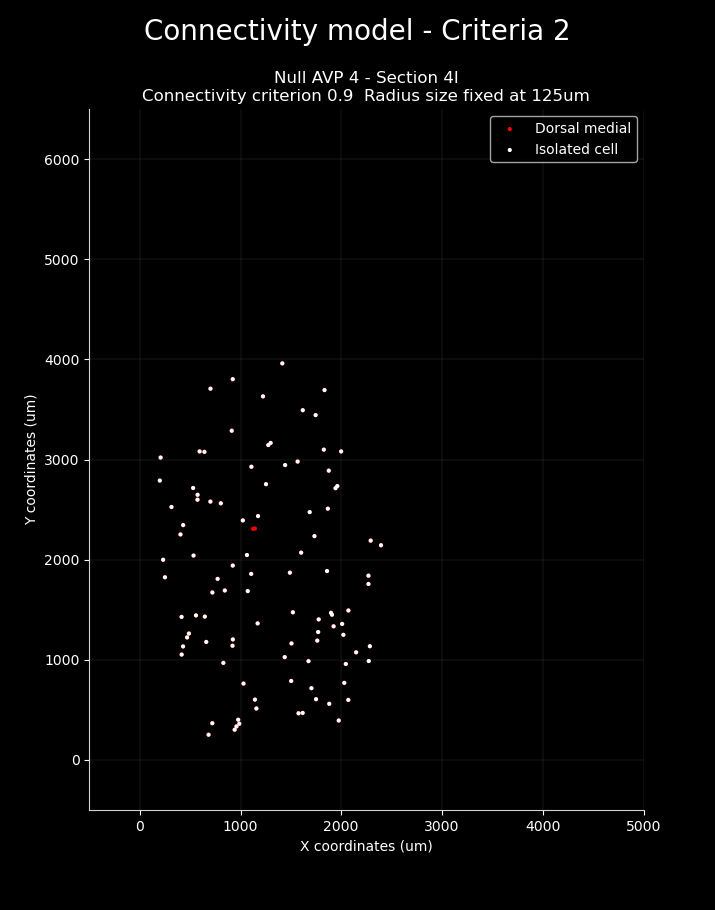 Connectivity model - Criteria 2
Null AVP 4 - Section 4I
Connectivity criterion 0.9  Radius size fixed at 125um
Dorsal medial
Isolated cell
6000
5000
4000
3000
2000
1000
0
Y coordinates (um)
0 1000 2000 3000 4000 5000
X coordinates (um)